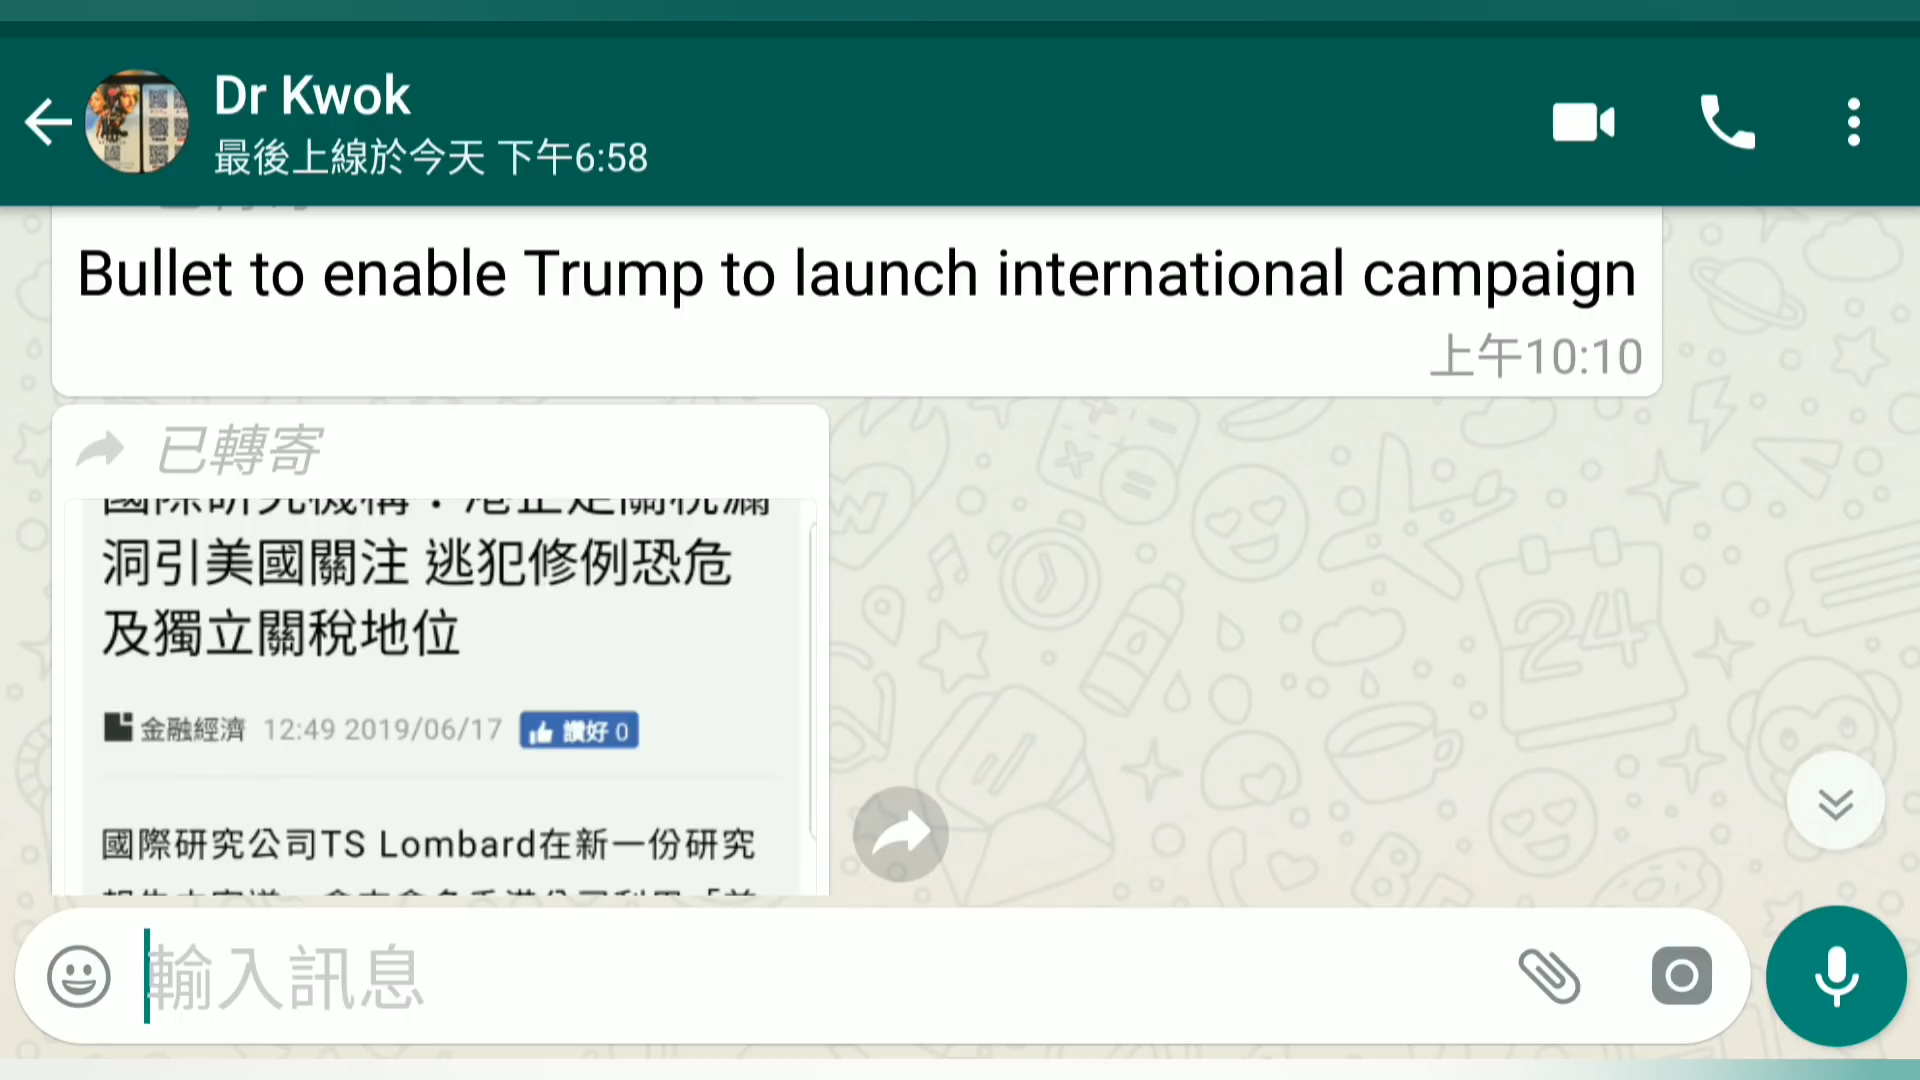 Dr Kwok
最後上線於今天 下午6:58
Bullet to enable Trump to launch international campaign
上午10:10
已轉寄
洞引美國關注 逃犯修例恐危
及獨立關稅地位
金融經濟 12:49 2019/06/17 讚好 0
國際研究公司TS Lombard在新一份研究
輸入訊息